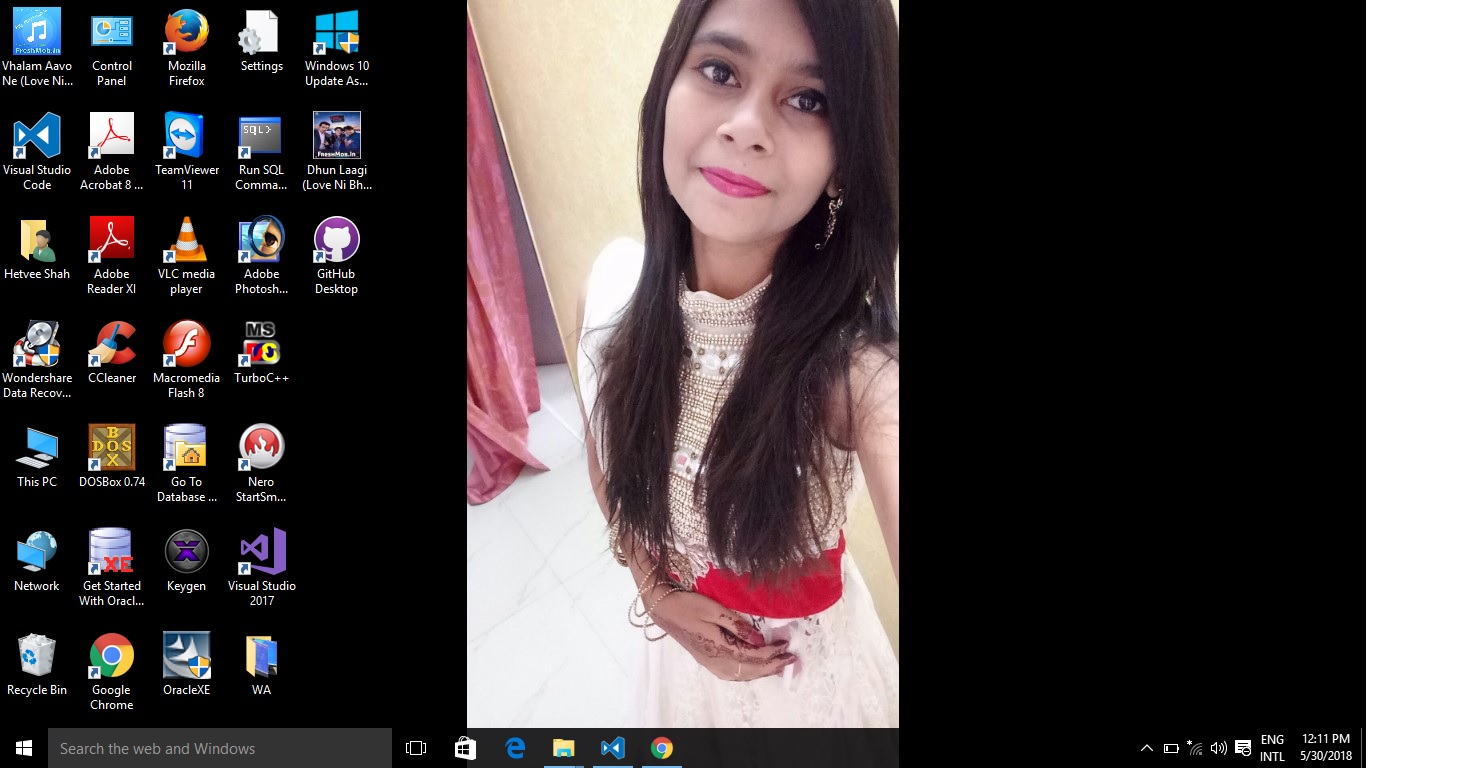 Vhalam Aavo
Ne (Love Ni...
Control
Panel
Mozilla
Firefox
Settings
Windows 10
Update As...
Visual Studio
Code
Adobe
Acrobat 8 ...
TeamViewer
11
SQL>
Run SQL
Comma...
FRESHMOB.IN
Dhun Laagi
(Love Ni Bh...
Hetvee Shah
Adobe
Reader XI
VLC media
player
Adobe
Photosh...
GitHub
Desktop
Wondershare
Data Recov...
CCleaner
Macromedia
Flash 8
MS
TurboC++
This PC
DOSBox 0.74
Go To
Database ...
Nero
StartSm...
Network
XE
Get Started
With Oracl...
Keygen
Visual Studio
2017
Recycle Bin
Google
Chrome
OracleXE
WA
Search the web and Windows
ENG
INTL
12:11 PM
5/30/2018